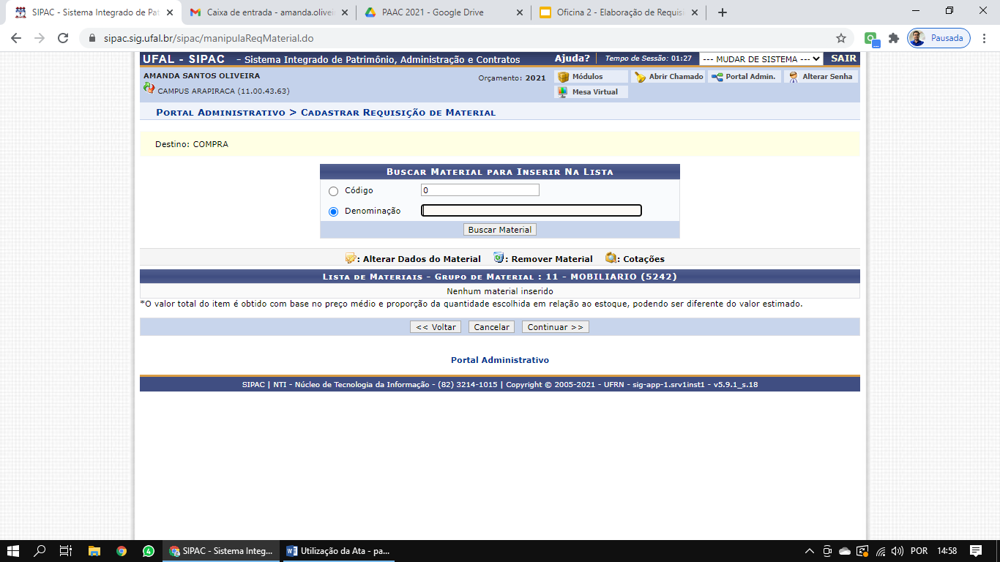 SIPAC - Sistema Integrado de Pat
Caixa de entrada - amanda.olivei
PAAC 2021 - Google Drive
Oficina 2 - Elaboração de Requisi
sipac.sig.ufal.br/sipac/manipulaReqMaterial.do
Pausada
UFAL - SIPAC - Sistema Integrado de Patrimônio, Administração e Contratos
Ajuda? Tempo de Sessão: 01:27 --- MUDAR DE SISTEMA --- SAIR
AMANDA SANTOS OLIVEIRA
Orçamento: 2021
Módulos Abrir Chamado Portal Admin. Alterar Senha
CAMPUS ARAPIRACA (11.00.43.63)
Mesa Virtual
Portal Administrativo > Cadastrar Requisição de Material
Destino: COMPRA
Buscar Material para Inserir Na Lista
Código 0
Denominação
Buscar Material
: Alterar Dados do Material : Remover Material : Cotações
Lista de Materiais - Grupo de Material : 11 - MOBILIARIO (5242)
Nenhum material inserido
*O valor total do item é obtido com base no preço médio e proporção da quantidade escolhida em relação ao estoque, podendo ser diferente do valor estimado.
<< Voltar Cancelar Continuar >>
Portal Administrativo
SIPAC | NTI - Núcleo de Tecnologia da Informação - (82) 3214-1015 | Copyright © 2005-2021 - UFRN - sig-app-1.srv1inst1 - v5.9.1_s.18
4 SIPAC - Sistema Integ... Utilização da Ata - pa... POR 14:58